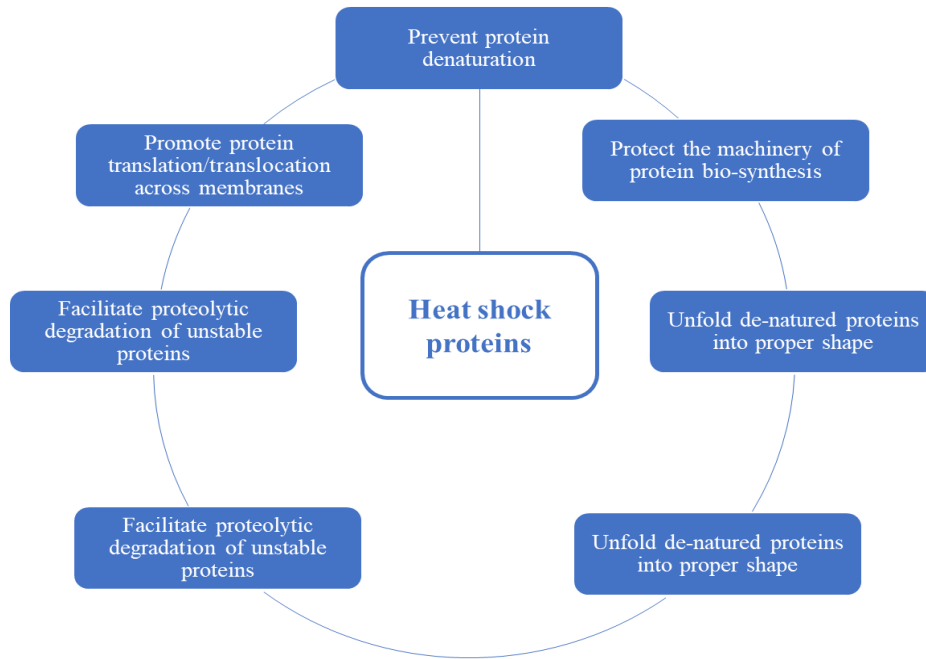 Prevent protein
denaturation
Protect the machinery of
protein bio-synthesis
Unfold de-natured proteins
into proper shape
Unfold de-natured proteins
into proper shape
Facilitate proteolytic
degradation of unstable
proteins
Facilitate proteolytic
degradation of unstable
proteins
Promote protein
translation/translocation
across membranes
Heat shock
proteins